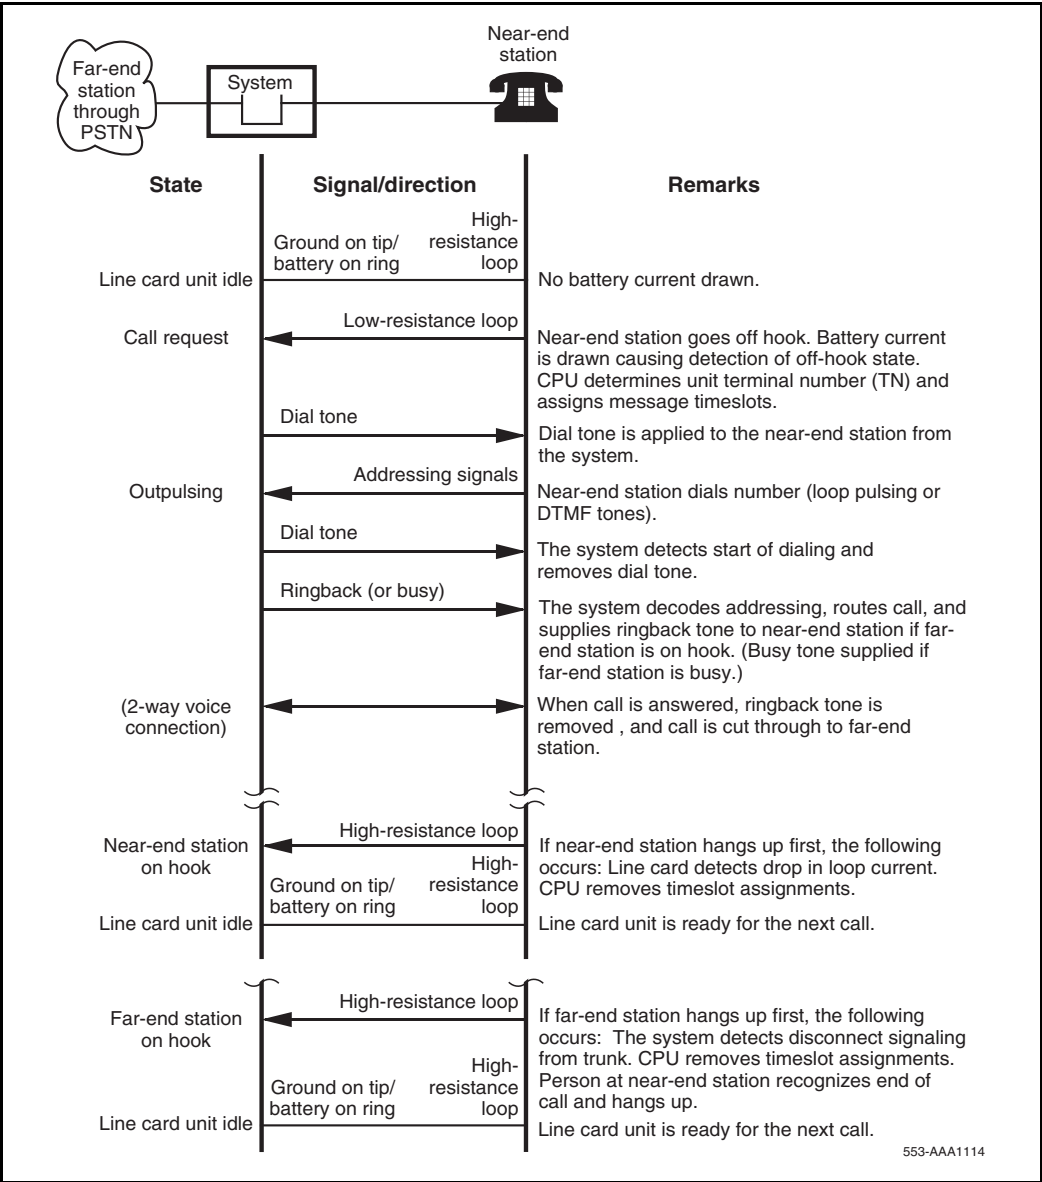 Near-end
station
Far-end
station
through
PSTN
System
State
Signal/direction
Remarks
Ground on tip/
battery on ring
High-
resistance
loop
Line card unit idle
No battery current drawn.
Low-resistance loop
Call request
Near-end station goes off hook. Battery current
is drawn causing detection of off-hook state.
CPU determines unit terminal number (TN) and
assigns message timeslots.
Dial tone
Dial tone is applied to the near-end station from
the system.
Addressing signals
Outpulsing
Near-end station dials number (loop pulsing or
DTMF tones).
Dial tone
The system detects start of dialing and
removes dial tone.
Ringback (or busy)
The system decodes addressing, routes call, and
supplies ringback tone to near-end station if far-
end station is on hook. (Busy tone supplied if
far-end station is busy.)
(2-way voice
connection)
When call is answered, ringback tone is
removed , and call is cut through to far-end
station.
High-resistance loop
Near-end station
on hook
If near-end station hangs up first, the following
occurs: Line card detects drop in loop current.
CPU removes timeslot assignments.
Ground on tip/
battery on ring
High-
resistance
loop
Line card unit idle
Line card unit is ready for the next call.
High-resistance loop
Far-end station
on hook
If far-end station hangs up first, the following
occurs: The system detects disconnect signaling
from trunk. CPU removes timeslot assignments.
Person at near-end station recognizes end of
call and hangs up.
Ground on tip/
battery on ring
High-
resistance
loop
Line card unit idle
Line card unit is ready for the next call.
553-AAA1114